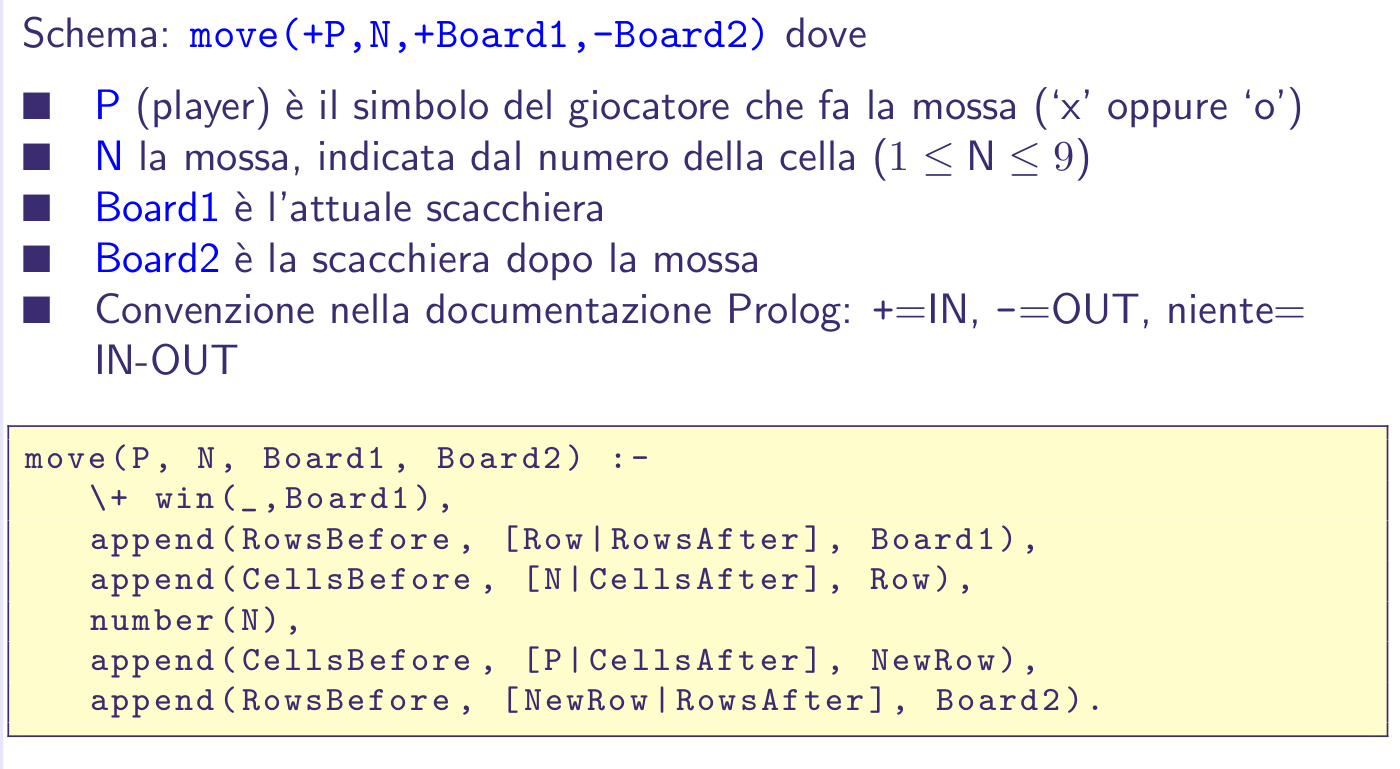 Schema: move(+P,N,+Board1,-Board2) dove
■ P (player) è il simbolo del giocatore che fa la mossa (‘x’ oppure ‘o’)
■ N la mossa, indicata dal numero della cella (1 ≤ N ≤ 9)
■ Board1 è l'attuale scacchiera
■ Board2 è la scacchiera dopo la mossa
■ Convenzione nella documentazione Prolog: +=IN, -=OUT, niente=
IN-OUT
move(P, N, Board1, Board2) :-
   \+ win(_,Board1),
   append(RowsBefore, [Row|RowsAfter], Board1),
   append(CellsBefore, [N|CellsAfter], Row),
   number(N),
   append(CellsBefore, [P|CellsAfter], NewRow),
   append(RowsBefore, [NewRow|RowsAfter], Board2).